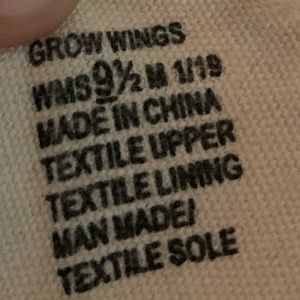 GROW WINGS
WMS 9½ M 1/19
MADE IN CHINA
TEXTILE UPPER
TEXTILE LINING
MAN MADE/
TEXTILE SOLE